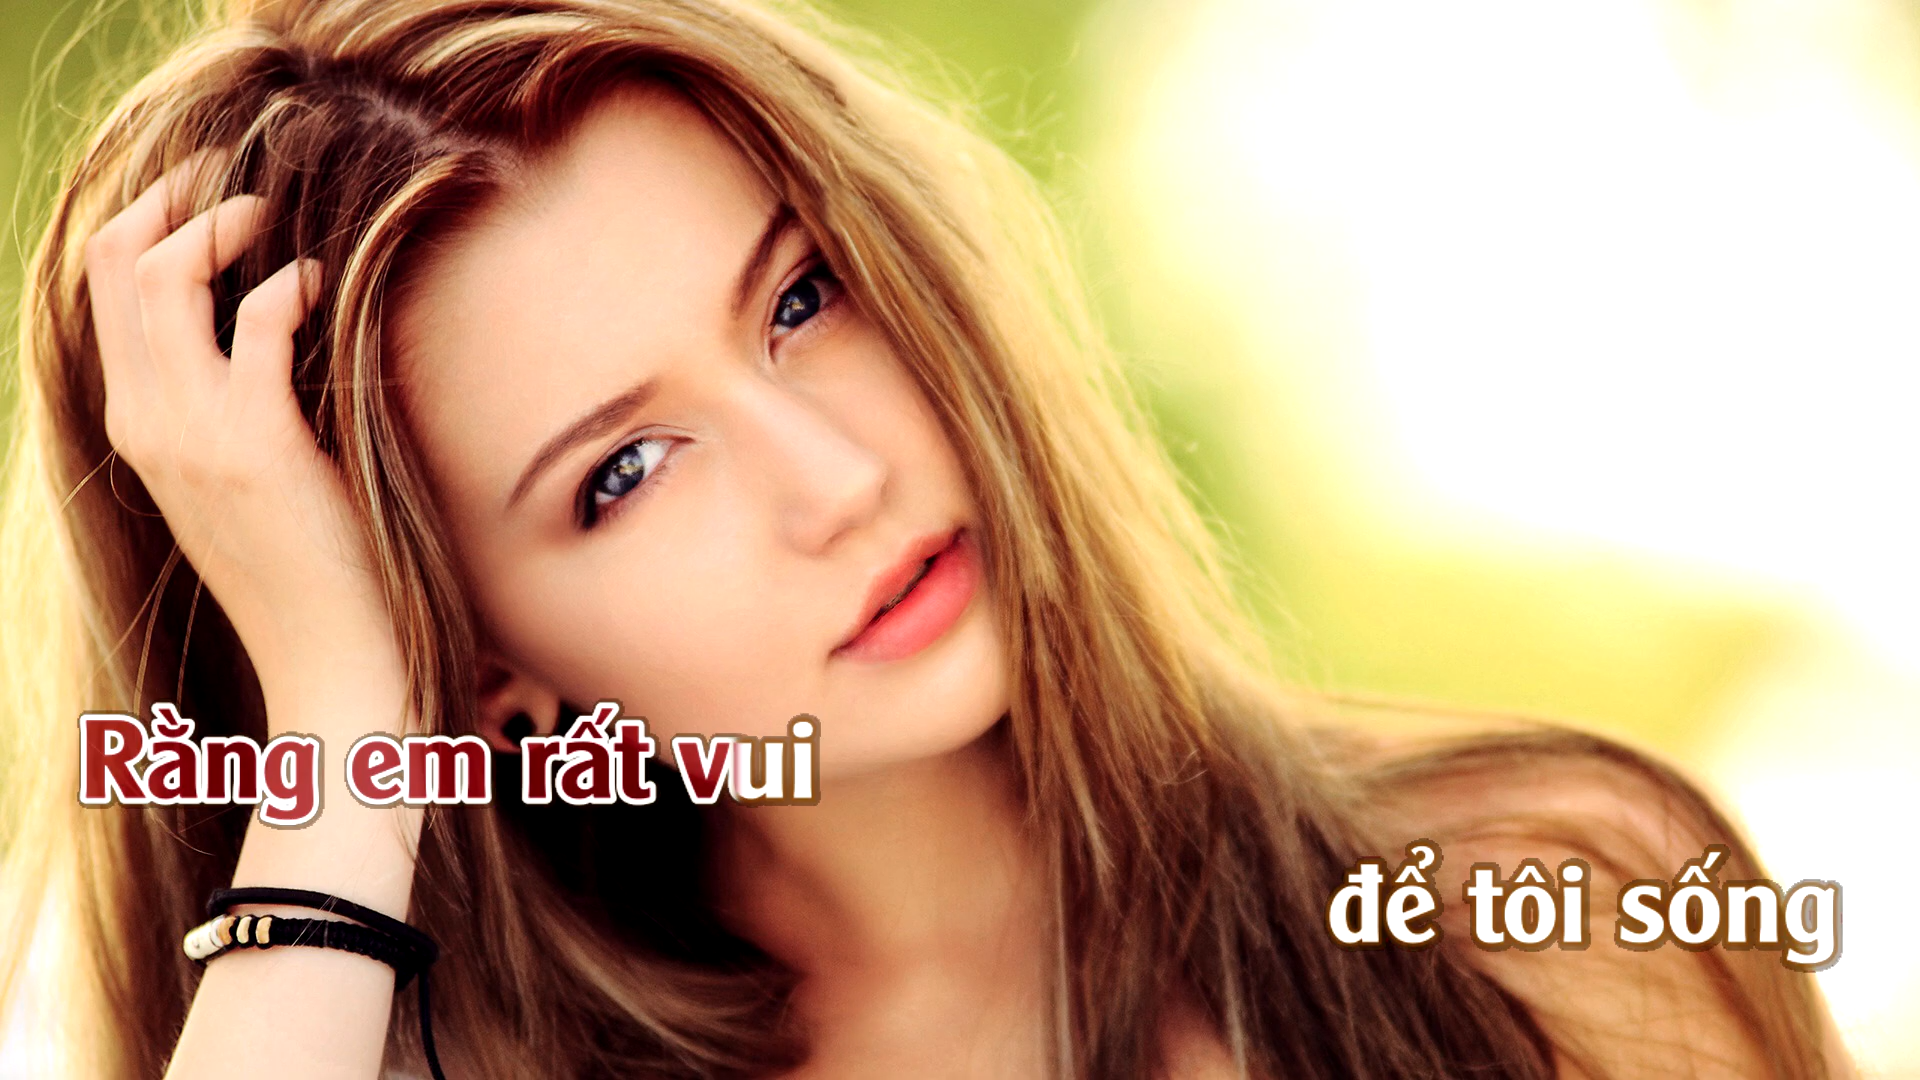 Rằng em rất vui
để tôi sống